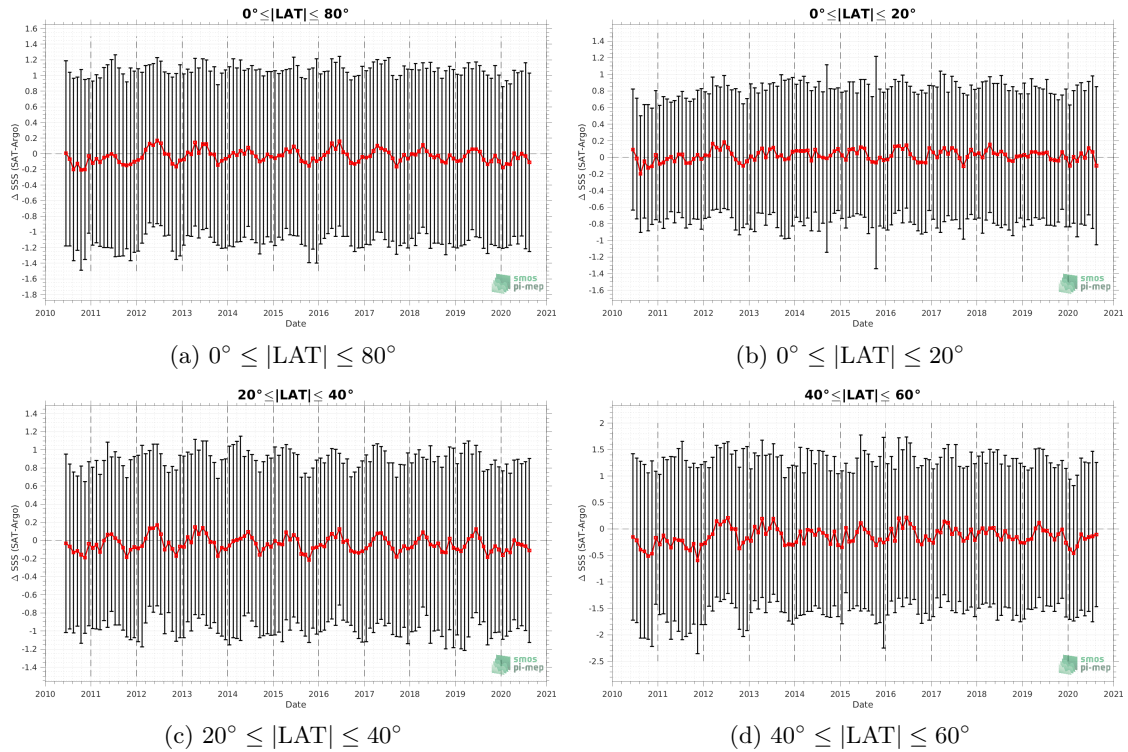 0°≤|LAT|≤ 80°
Δ SSS (SAT-Argo)
1.6
1.4
1.2
1
0.8
0.6
0.4
0.2
0
-0.2
-0.4
-0.6
-0.8
-1
-1.2
-1.4
-1.6
-1.8
smos
pi-mep
2010 2011 2012 2013 2014 2015 2016 2017 2018 2019 2020 2021
Date
(a) 0° ≤ |LAT| ≤ 80°
0°≤|LAT|≤ 20°
Δ SSS (SAT-Argo)
1.4
1.2
1
0.8
0.6
0.4
0.2
0
-0.2
-0.4
-0.6
-0.8
-1
-1.2
-1.4
-1.6
smos
pi-mep
2010 2011 2012 2013 2014 2015 2016 2017 2018 2019 2020 2021
Date
(b) 0° ≤ |LAT| ≤ 20°
20°≤|LAT|≤ 40°
Δ SSS (SAT-Argo)
1.4
1.2
1
0.8
0.6
0.4
0.2
0
-0.2
-0.4
-0.6
-0.8
-1
-1.2
-1.4
smos
pi-mep
2010 2011 2012 2013 2014 2015 2016 2017 2018 2019 2020 2021
Date
(c) 20° ≤ |LAT| ≤ 40°
40°≤|LAT|≤ 60°
Δ SSS (SAT-Argo)
2
1.5
1
0.5
0
-0.5
-1
-1.5
-2
-2.5
smos
pi-mep
2010 2011 2012 2013 2014 2015 2016 2017 2018 2019 2020 2021
Date
(d) 40° ≤ |LAT| ≤ 60°